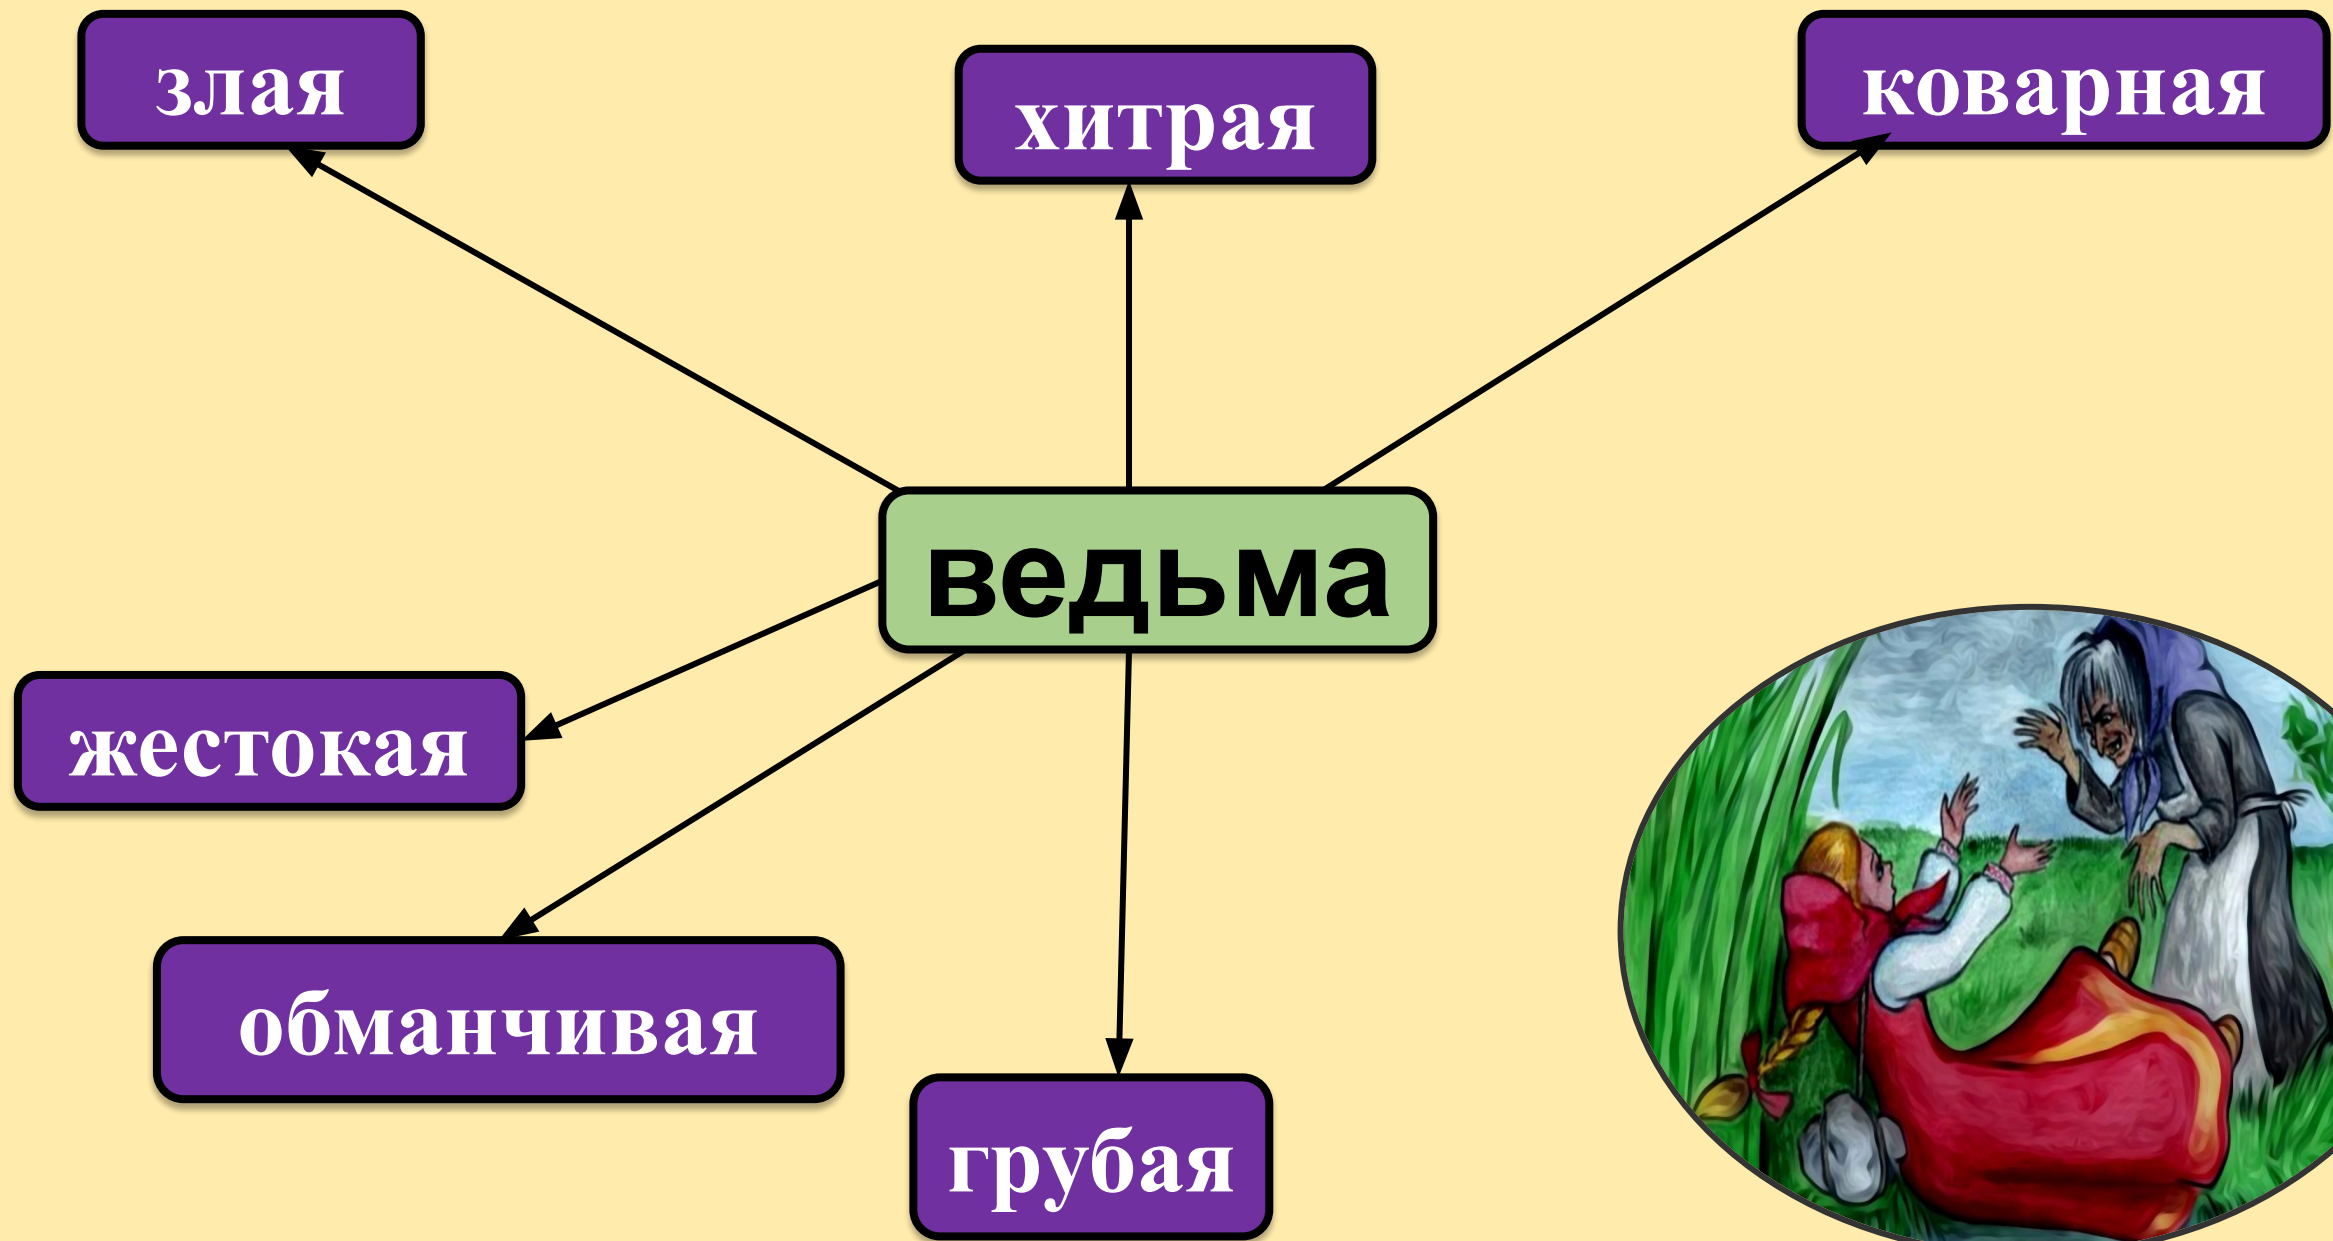 злая
хитрая
коварная
ведьма
жестокая
обманчивая
грубая